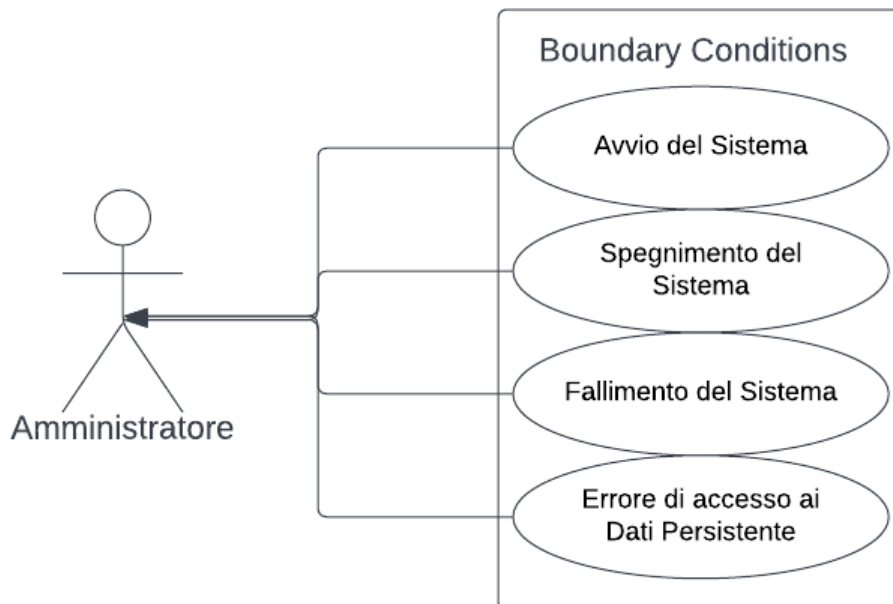 Boundary Conditions
Avvio del Sistema
Spegnimento del
Sistema
Fallimento del Sistema
Errore di accesso ai
Dati Persistente
Amministratore